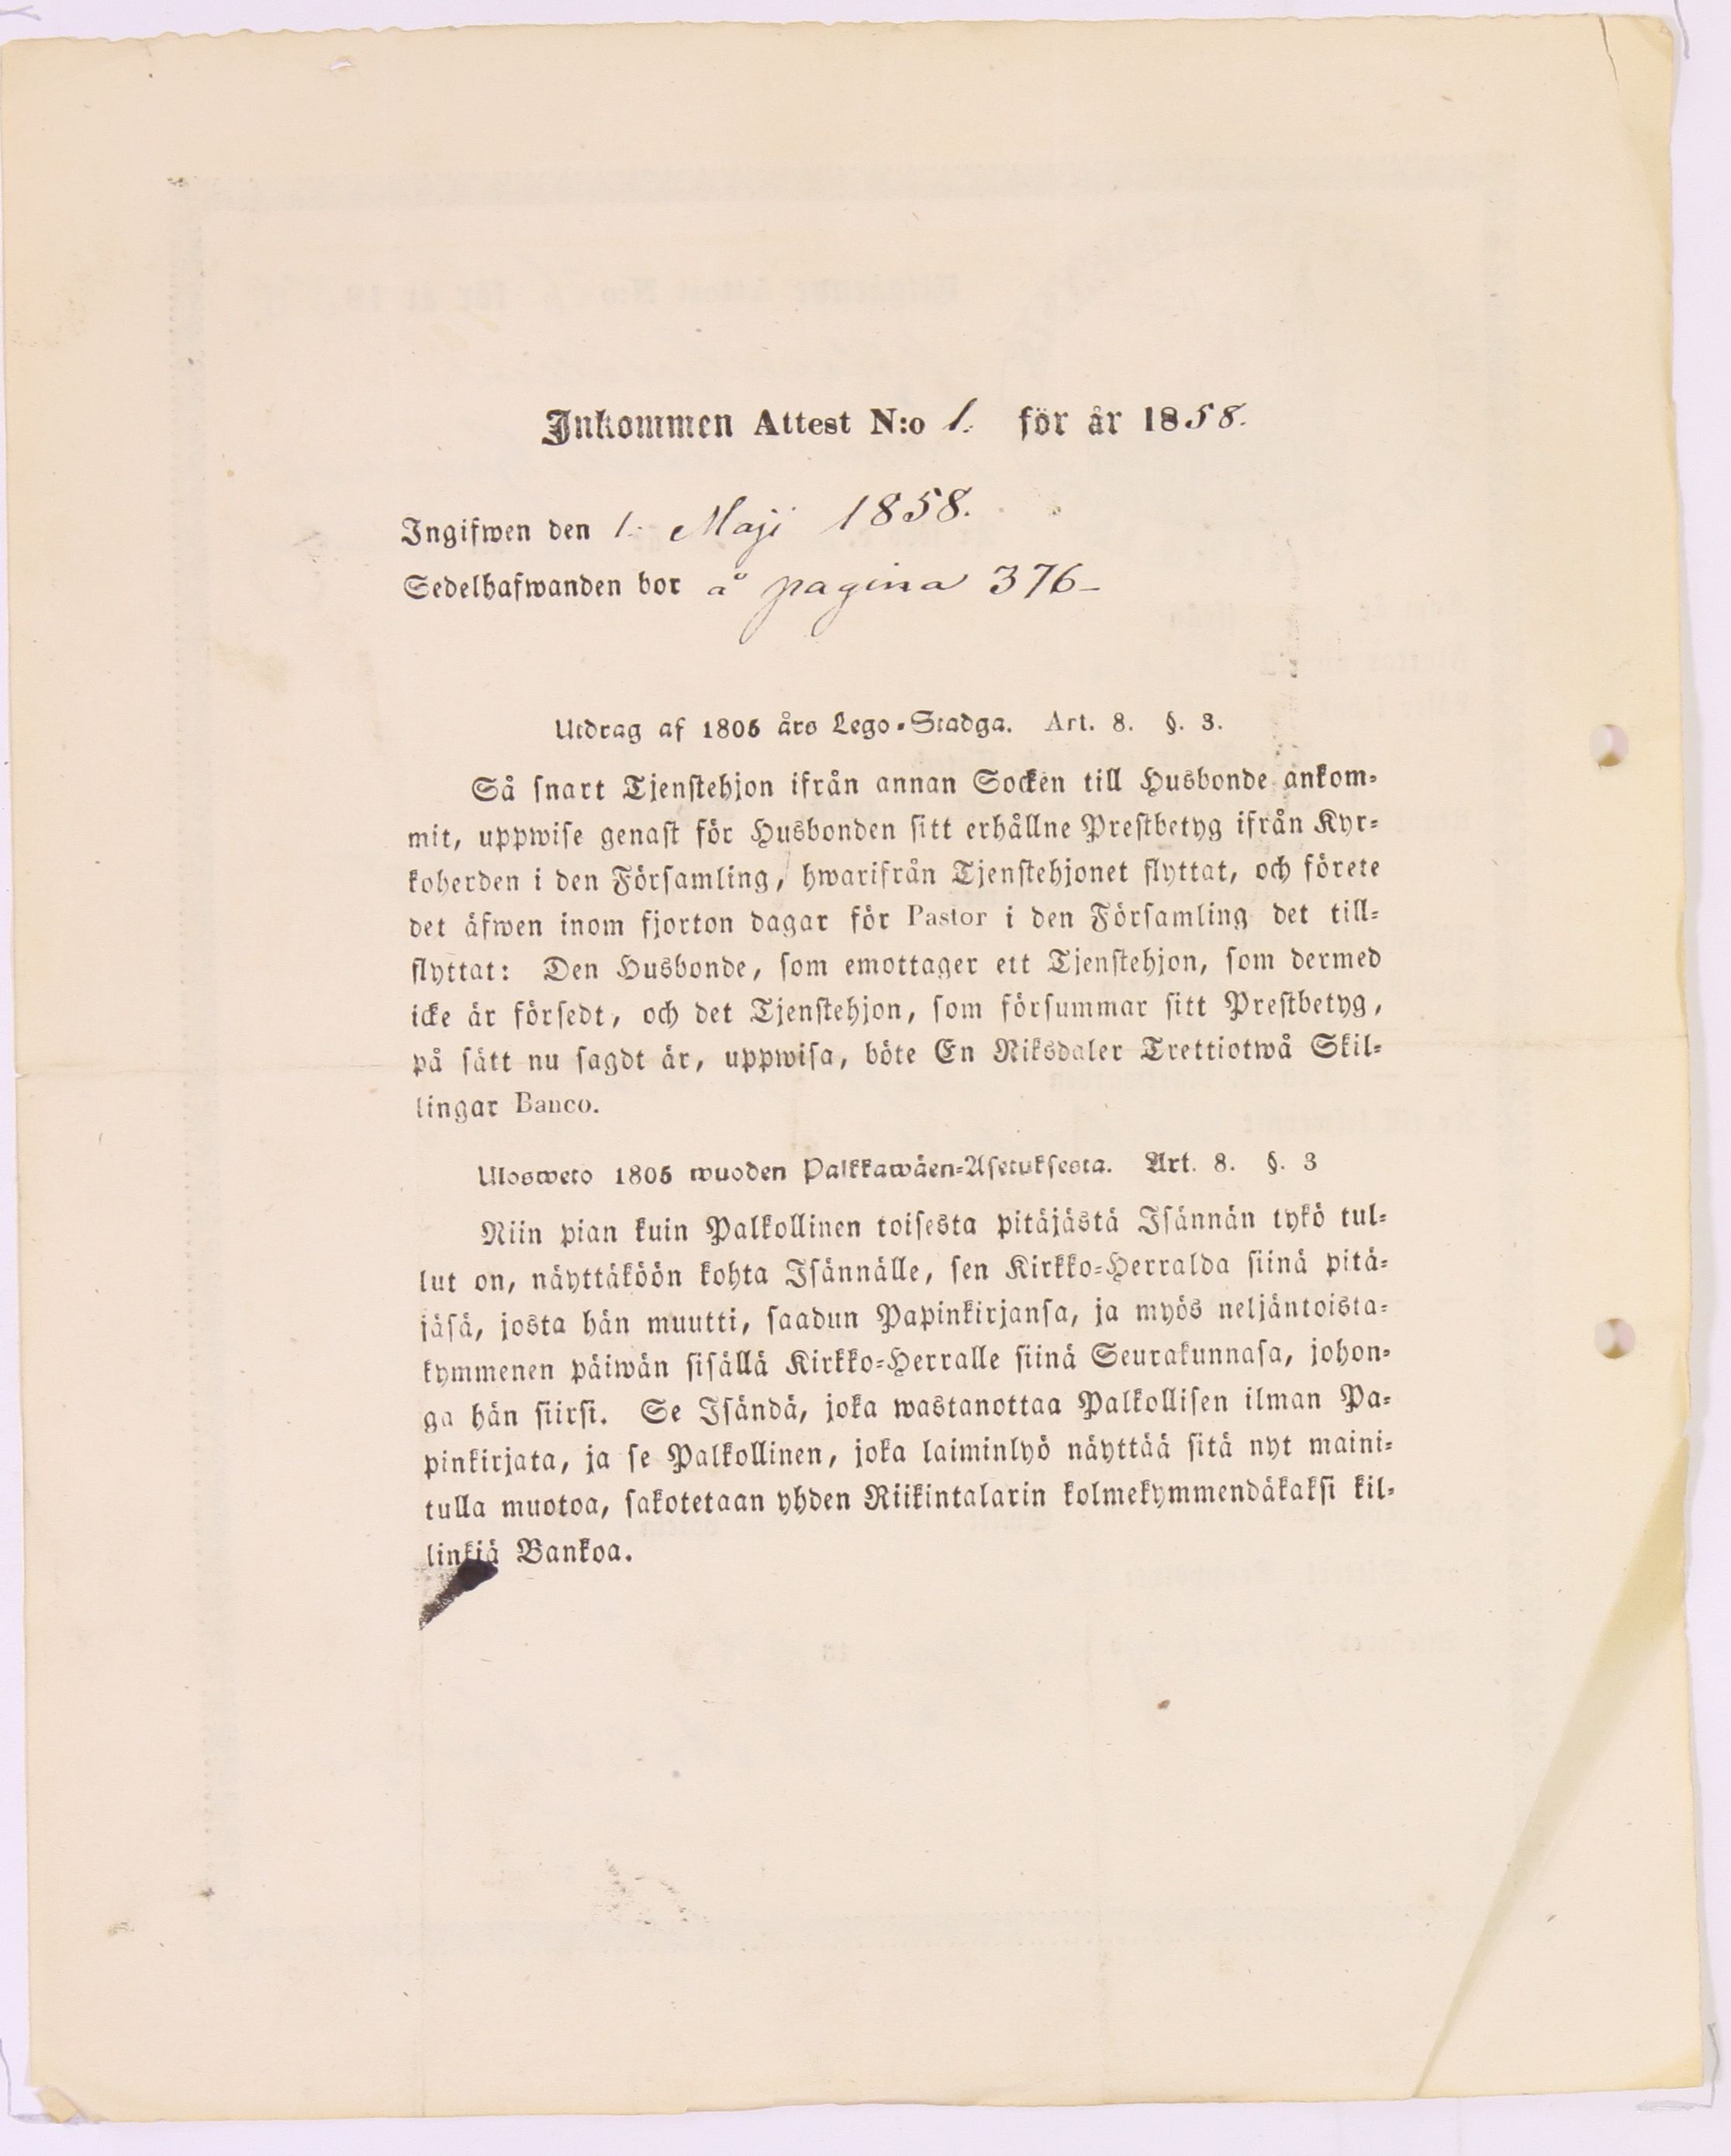 Inkommen Attest N:o 1. för år 1858.
Ingifwen den 1. Maji 1858.
Sedelhafwanden bor å pagina 376–
Utdrag af 1805 års Lego-Stadga. Art. 8. §. 3.
Så snart Tjenstehjon ifrån annan Socken till Husbonde ankom-
mit, uppwise genast för Husbonden sitt erhållne Prestbetyg ifrån Kyr-
koherden i den Församling, hwarifrån Tjenstehjonet flyttat, och förete
det äfwen inom fjorton dagar för Pastor i den Församling det till-
flyttat: Den Husbonde, som emottager ett Tjenstehjon, som dermed
icke är försedt, och det Tjenstehjon, som försummar sitt Prestbetyg,
på sätt nu sagdt är, uppwisa, böte En Riksdaler Trettiotwå Skil-
lingar Banco.
Ulosweto 1805 wuoden Palkkawäen-Asetuksesta. Art. 8. §. 3
Niin pian kuin Palkollinen toisesta pitäjästä Isännän tykö tul-
lut on, näyttäköön kohta Isännälle, sen Kirkko-Herralda siinä pitä-
jäsä, josta hän muutti, saadun Papinkirjansa, ja myös neljäntoista-
kymmenen päiwän sisällä Kirkko-Herralle siinä Seurakunnasa, johon-
ga hän siirsi. Se Isändä, joka wastanottaa Palkollisen ilman Pa-
pinkirjata, ja se Palkollinen, joka laiminlyö näyttää sitä nyt maini-
tulla muotoa, sakotetaan yhden Riikintalarin kolmekymmendäkaksi kil-
linkiä Bankoa.